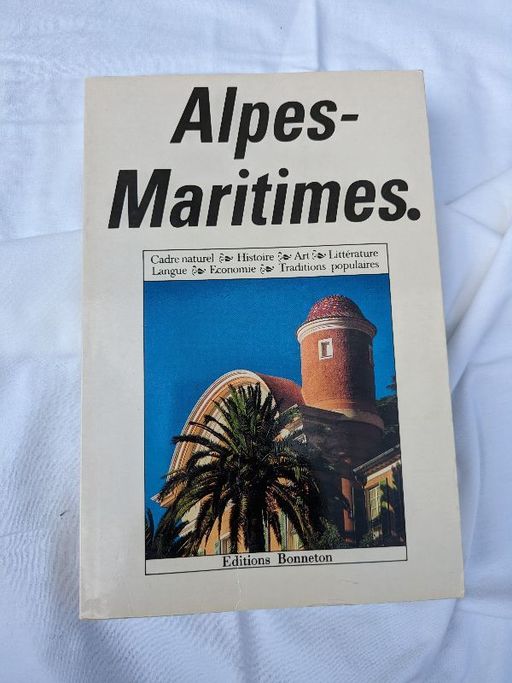 Alpes-
Maritimes.
Cadre naturel ❧ Histoire ❧ Art ❧ Littérature
Langue ❧ Economie ❧ Traditions populaires
Editions Bonneton